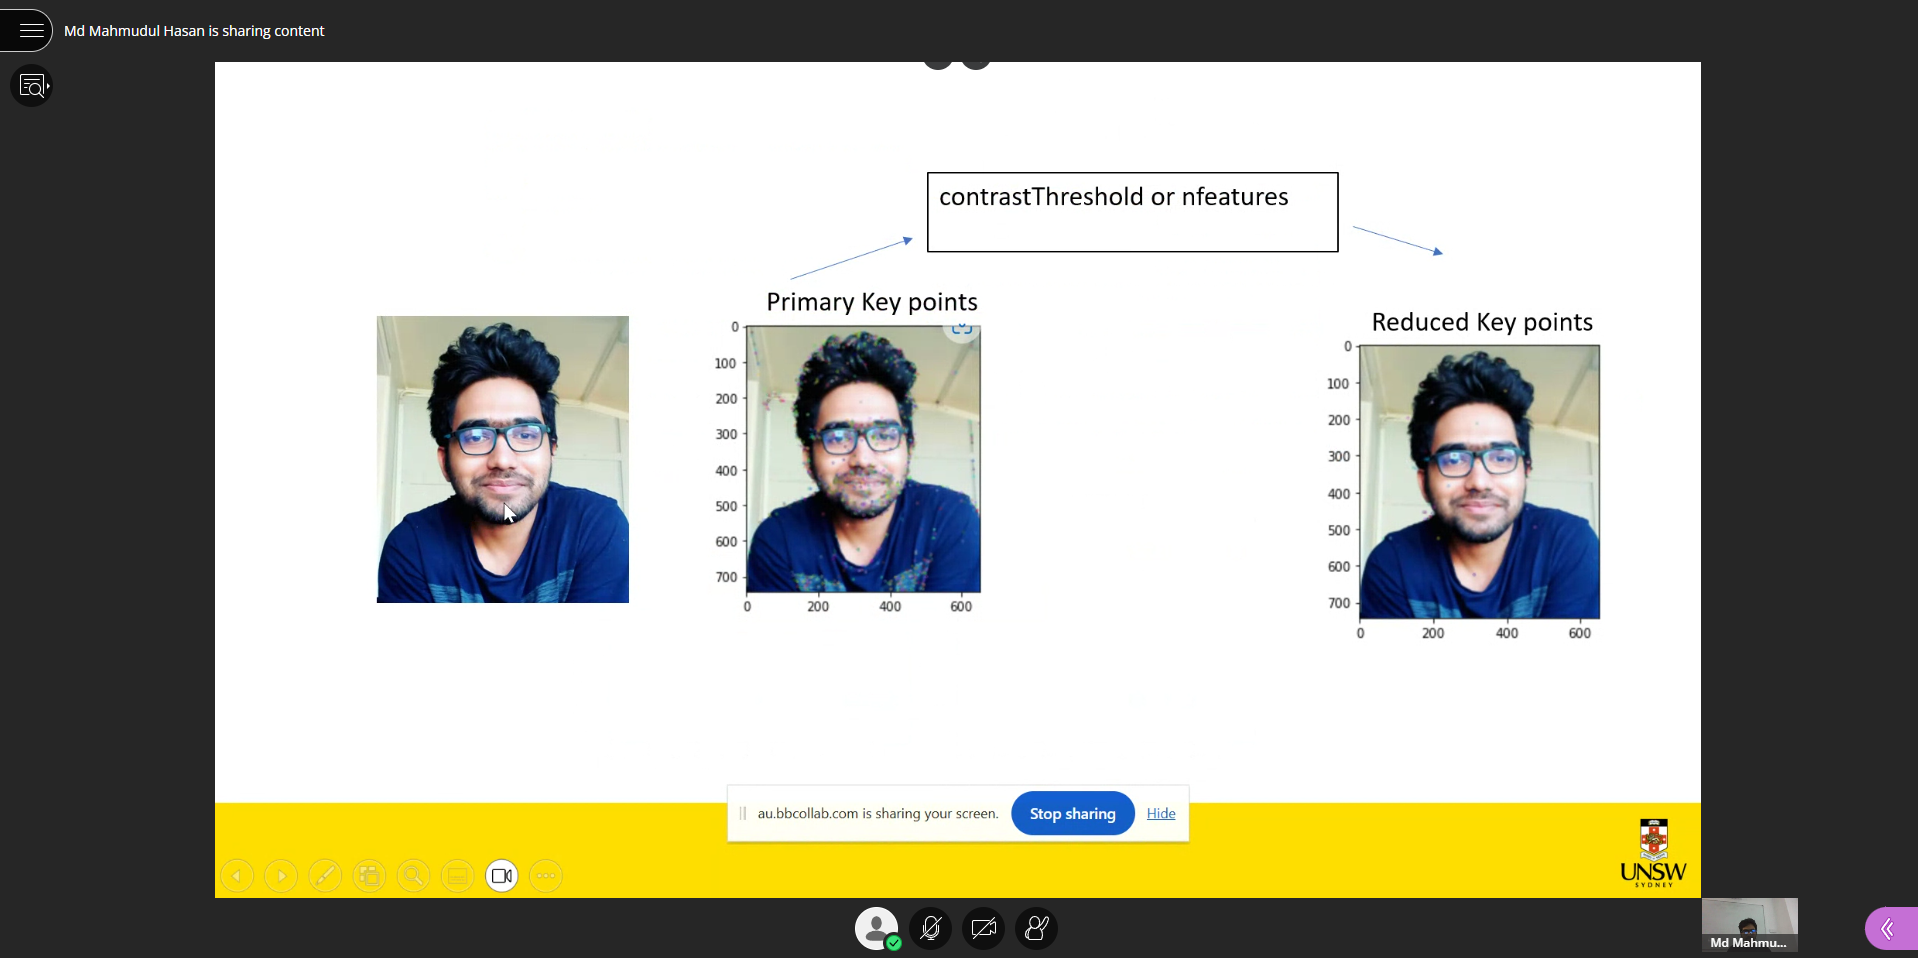 Md Mahmudul Hasan is sharing content
contrastThreshold or nfeatures
Primary Key points
0
100
200
300
400
500
600
700
0 200 400 600
Reduced Key points
0
100
200
300
400
500
600
700
0 200 400 600
au.bbcollab.com is sharing your screen. Stop sharing Hide
UNSW
SYDNEY
Md Mahmu...